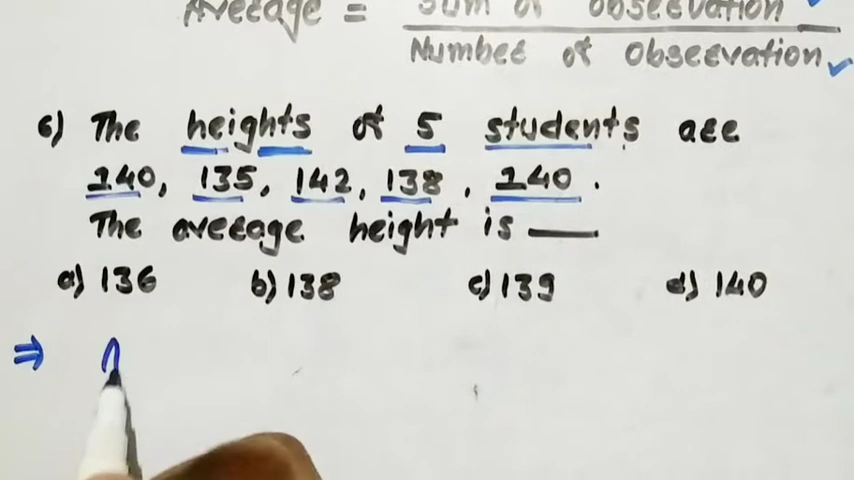 Average = Sum of observation
Number of observation
6) The heights of 5 students are
140, 135, 142, 138, 140.
The average height is ___
a) 136 b) 138 c) 139 d) 140
⇒